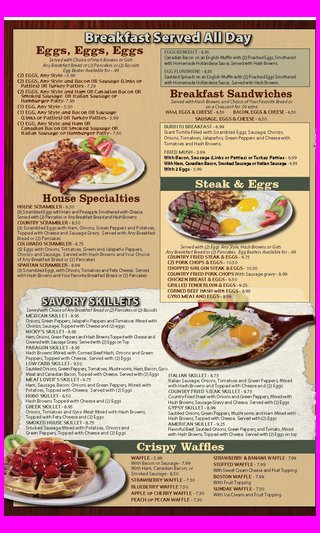 Breakfast Served All Day
Eggs, Eggs, Eggs
Served with Choice of Hash Browns or Grits
Any Breakfast Bread or (2) Pancakes or (2) Biscuits
Egg Beaters Available for - .99
(2) EGGS, Any Style - 3.99
(2) EGGS, Any Style and Bacon OR Sausage (Links or
Patties) OR Turkey Patties - 7.29
(2) EGG, Any Style and Ham OR Canadian Bacon OR
Smoked Sausage OR Italian Sausage or
Hamburger Patty - 7.99
(1) EGG, Any Style - 3.50
(1) EGG, Any Style and Bacon OR Sausage
(Links or Patties) OR Turkey Patties - 5.99
(1) EGG, Any Style and Ham OR
Canadian Bacon OR Smoked Sausage OR
Italian Sausage or Hamburger Patty - 7.50
EGGS BENEDICT - 8.50
Canadian Bacon on an English Muffin with (2) Poached Eggs, Smothered
with Homemade Hollandaise Sauce, Served with Hash Browns.
EGG FLORENTINE - 8.50
Sautéed Spinach on an English Muffin with (2) Poached Eggs Smothered
with Homemade Hollandaise Sauce. Served with Hash Browns.
Breakfast Sandwiches
Served with Hash Browns and Choice of Your Favorite Bread or
on a Croissant for .50 extra
HAM, EGGS & CHEESE - 6.50 BACON, EGGS & CHEESE - 6.50
SAUSAGE, EGGS & CHEESE - 6.50
BURRITO BREAKFAST - 6.99
Giant Tortilla Filled with Scrambled Eggs, Sausage, Chorizo,
Onions, Tomatoes, Jalapeños, Green Peppers and Cheese with
Tomatoes and Hash Browns.
FRIED MUSH - 3.99
With Bacon, Sausage (Links or Patties) or Turkey Patties - 6.99
With Ham, Canadian Bacon, Smoked Sausage or Italian Sausage - 6.99
With 2 Eggs - 5.99
Steak & Eggs
Served with (2) Egg, Any Style, Hash Browns or Grits
Any Breakfast Bread or (2) Pancakes. Egg Beaters Available for - .99
COUNTRY FRIED STEAK & EGGS - 9.75
(2) PORK CHOPS & EGGS - 10.50
CHOPPED SIRLOIN STEAK & EGGS - 10.50
COUNTRY FRIED PORK CHOPS With Sausage gravy - 8.99
CHICKEN BREAST & EGGS - 9.50
GRILLED TENDERLOIN & EGGS - 9.25
CORNED BEEF HASH with EGGS - 8.99
GYRO MEAT AND EGGS - 8.99
House Specialties
HOUSE SCRAMBLER - 8.50
(3) Scrambled Eggs with Ham and Pineapple Smothered with Cheese.
Served with (2) Pancakes or Any Breakfast Bread and Hash Browns
COUNTRY SCRAMBLER - 8.50
(3) Scrambled Eggs with Ham, Onions, Green Peppers and Potatoes,
Topped with Cheese and Sausage Gravy. Served with Any Breakfast
Bread or (2) Pancakes
COLORADO SCRAMBLER - 8.75
(3) Eggs with Onions, Tomatoes, Green and Jalapeño Peppers,
Chorizo and Sausage. Served with Hash Browns and Your Choice
of Any Breakfast Bread or (2) Pancakes
SPARTAN SCRAMBLER - 8.99
(3) Scrambled Eggs, with Onions, Tomatoes and Feta Cheese. Served
with Hash Browns and Your Favorite Breakfast Bread or (2) Pancakes
SAVORY SKILLETS
Served with Choice of Any Breakfast Bread or (2) Pancakes or (2) Biscuits
MEXICAN SKILLET - 8.95
Onions, Green Peppers, Jalapeño Peppers and Tomatoes Mixed with
Chorizo, Sausage, Topped with Cheese and (2) eggs
NICKY'S SKILLET - 8.95
Ham, Onions, Green Peppers and Hash Browns Topped with Cheese and
Covered with Sausage Gravy. Served with (2) Eggs on Top
PARAGON SKILLET - 8.95
Hash Browns Mixed with Corned Beef Hash, Onions and Green
Peppers, Topped with Cheese. Served with (2) Eggs
LOW CARB SKILLET - 9.50
Sautéed Onions, Green Peppers, Tomatoes, Mushrooms, Ham, Bacon, Gyro
Meat and Canadian Bacon, Topped with Cheese. Served with (2) Eggs
MEAT LOVER'S SKILLET - 9.75
Ham, Sausage, Bacon, Onions and Green Peppers, Mixed with
Potatoes, Topped with Cheese. Served with (2) Eggs
HOBO SKILLET - 6.50
Hash Browns Topped with Cheese and (2) Eggs
GREEK SKILLET - 8.95
Onions, Tomatoes and Gyro Meat Mixed with Hash Browns,
Topped with Feta Cheese and (2) Eggs
SMOKED HOUSE SKILLET - 8.75
Smoked Sausage Mixed with Potatoes, Onions and
Green Peppers, Topped with Cheese and (2) Eggs
ITALIAN SKILLET - 8.75
Italian Sausage, Onions, Tomatoes and Green Peppers, Mixed
with Hash Browns and Topped with Cheese and (2) Eggs
COUNTRY FRIED STEAK SKILLET - 9.75
Country Fried Steak with Onions and Green Peppers, Mixed with Hash
Browns, Sausage Gravy and Cheese. Served with (2) Eggs
GYPSY SKILLET - 8.99
Sautéed Onions, Green Peppers, Mushrooms and Ham Mixed with
Hash Browns, Topped with Cheese. Served with (2) Eggs
AMERICAN SKILLET - 9.25
Flavorful Beef, Sautéed Onions, Green Peppers, and Tomato, Mixed
with Hash Browns, Topped with Cheese. Served with (2) Eggs on top
Crispy Waffles
WAFFLE - 5.99
With Bacon or Sausage - 7.99
With Ham, Canadian Bacon, or
Smoked Sausage - 8.50
STRAWBERRY WAFFLE - 7.50
BLUEBERRY WAFFLE 7.50
APPLE or CHERRY WAFFLE - 7.50
PEACH or PECAN WAFFLE - 7.50
STRAWBERRY & BANANA WAFFLE - 7.99
STUFFED WAFFLE - 7.99
With Sweet Cream Cheese and Fruit Topping
BOSTON WAFFLE - 7.99
With Fruit Topping
SUNDAE WAFFLE - 7.50
With Ice Cream and Fruit Topping